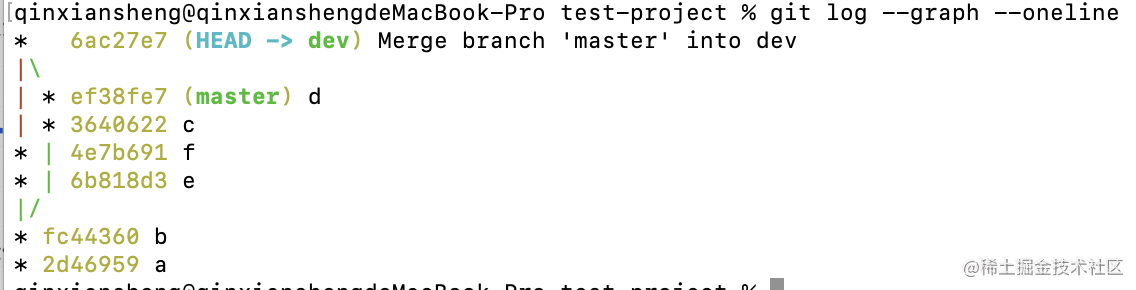 [qinxiansheng@qinxianshengdeMacBook-Pro test-project % git log --graph --oneline
*   6ac27e7 (HEAD -> dev) Merge branch 'master' into dev
|\
| * ef38fe7 (master) d
| * 3640622 c
* | 4e7b691 f
* | 6b818d3 e
|/
* fc44360 b
* 2d46959 a
qinxiansheng@qinxianshengdeMacBook-Pro test-project %
@稀土掘金技术社区